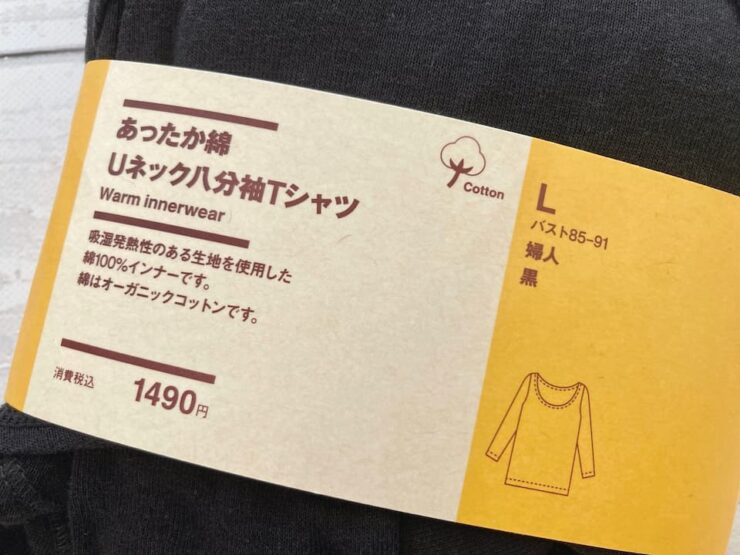 あったか綿
Uネック八分袖Tシャツ
Warm innerwear
吸湿発熱性のある生地を使用した
綿100%インナーです。
綿はオーガニックコットンです。
消費税込 1490円
Cotton
L
バスト85-91
婦人
黒